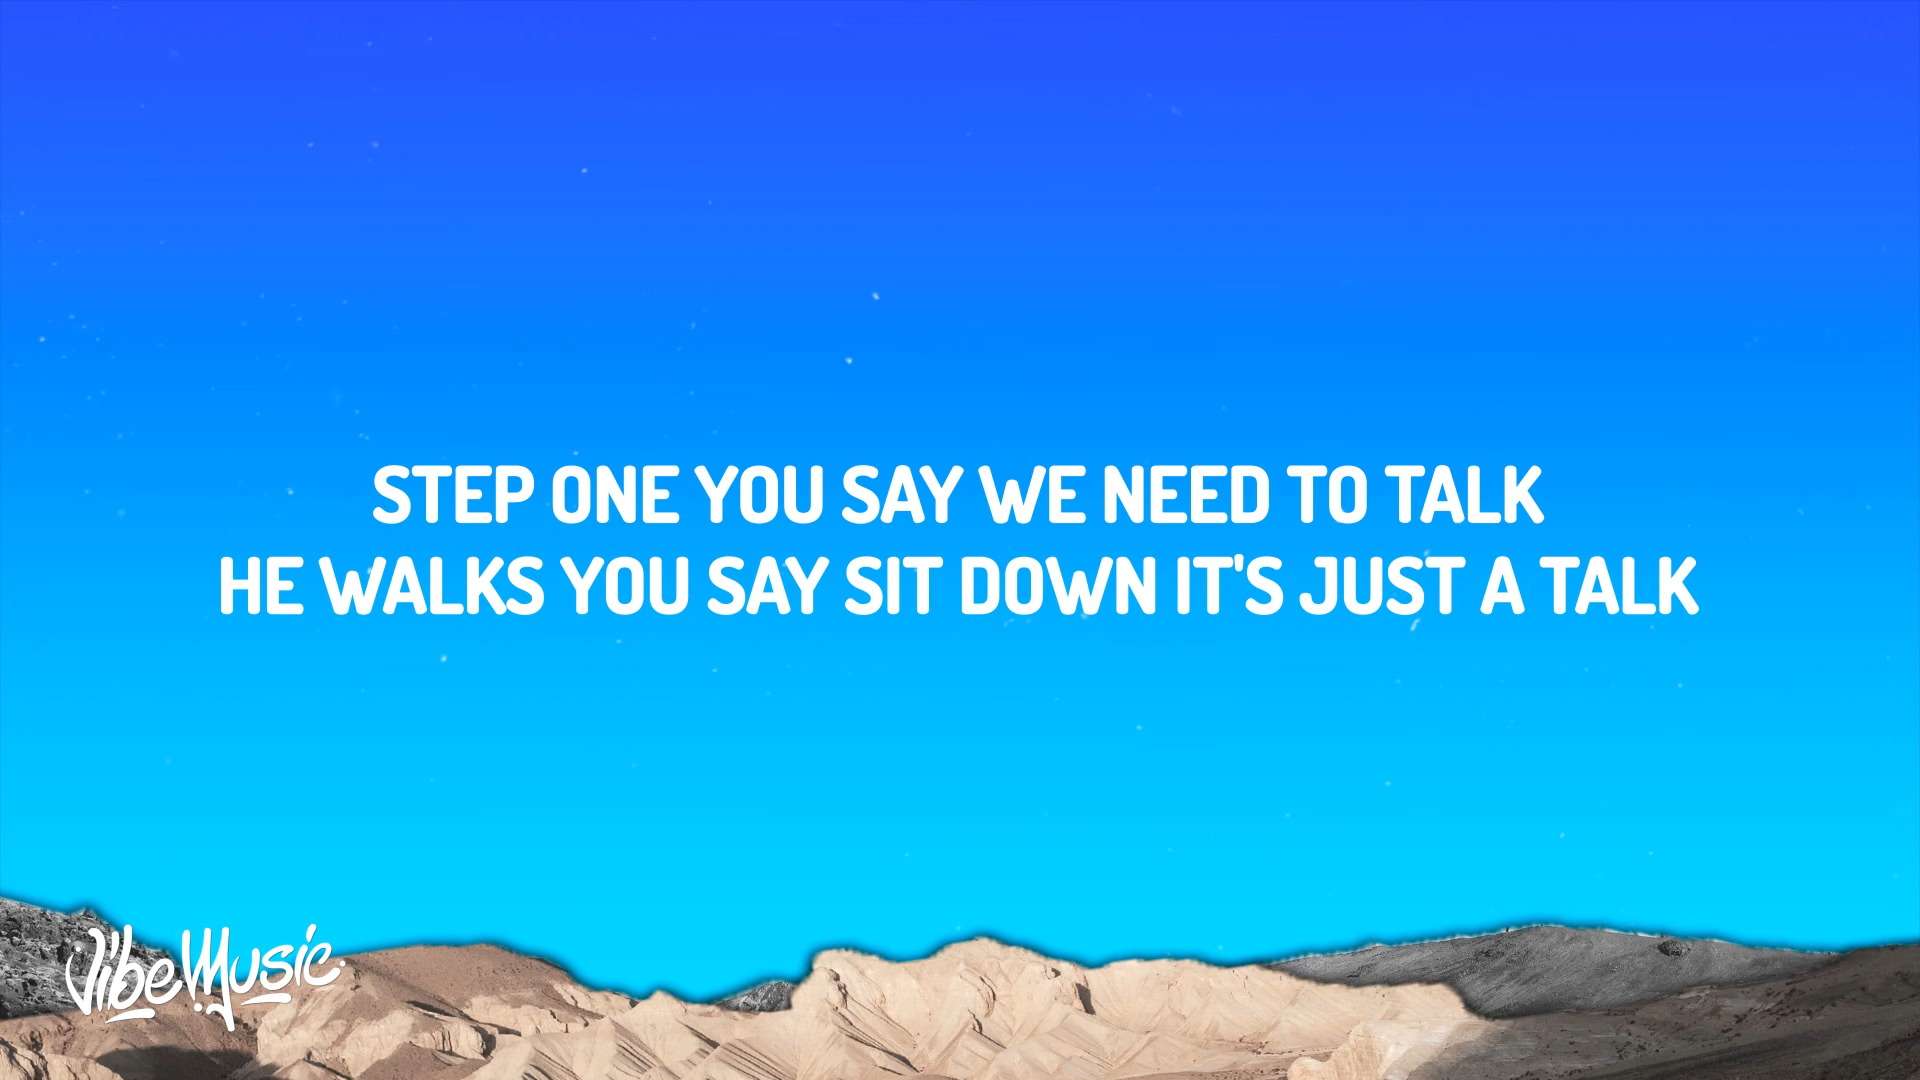 STEP ONE YOU SAY WE NEED TO TALK
HE WALKS YOU SAY SIT DOWN IT'S JUST A TALK
Vibe Music